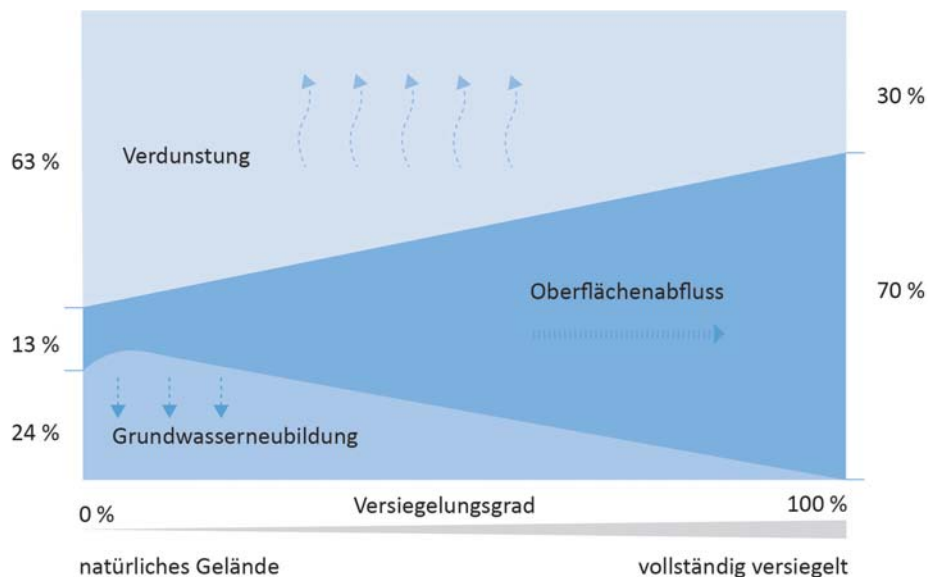 30 %
Verdunstung
63 %
Oberflächenabfluss
70 %
13 %
24 %
Grundwasserneubildung
0 %
Versiegelungsgrad
100 %
natürliches Gelände
vollständig versiegelt